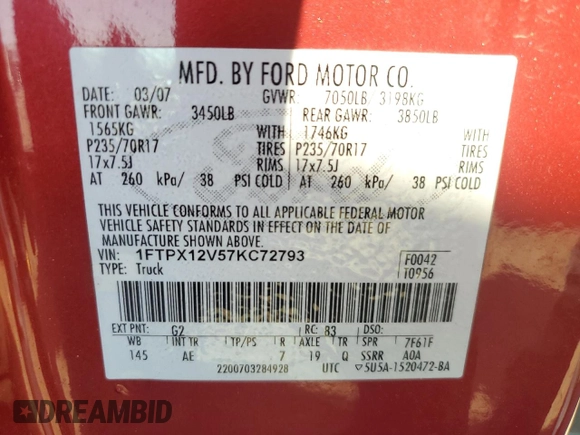 MFD. BY FORD MOTOR CO.
DATE: 03/07 GVWR: 7050LB/ 3198KG
FRONT GAWR: 3450LB REAR GAWR: 3850LB
1565KG WITH 1746KG WITH
P235/70R17 TIRES P235/70R17 TIRES
17x7.5J RIMS 17x7.5J RIMS
AT 260 kPa/ 38 PSI COLD AT 260 kPa/ 38 PSI COLD
THIS VEHICLE CONFORMS TO ALL APPLICABLE FEDERAL MOTOR
VEHICLE SAFETY STANDARDS IN EFFECT ON THE DATE OF
MANUFACTURE SHOWN ABOVE.
VIN: 1FTPX12V57KC72793 F0042
TYPE: Truck T0956
EXT PNT: G2 RC: 83 DSO:
WB INT TR TP/PS R AXLE TR SPR 7F61F
145 AE 7 19 Q SSRR A0A
2200703284928 UTC ▽5U5A-1520472-BA
DREAMBID